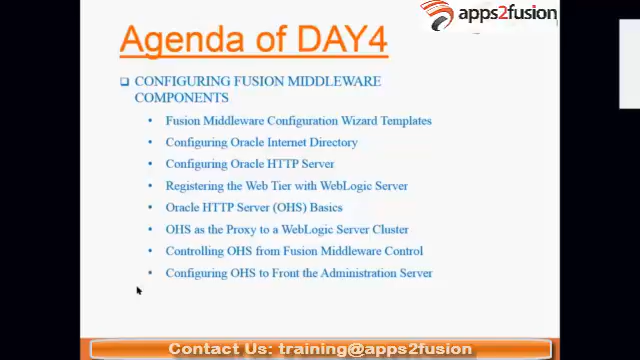 apps2fusion
Agenda of DAY4
CONFIGURING FUSION MIDDLEWARE
COMPONENTS
Fusion Middleware Configuration Wizard Templates
Configuring Oracle Internet Directory
Configuring Oracle HTTP Server
Registering the Web Tier with WebLogic Server
Oracle HTTP Server (OHS) Basics
OHS as the Proxy to a WebLogic Server Cluster
Controlling OHS from Fusion Middleware Control
Configuring OHS to Front the Administration Server
Contact Us: training@apps2fusion